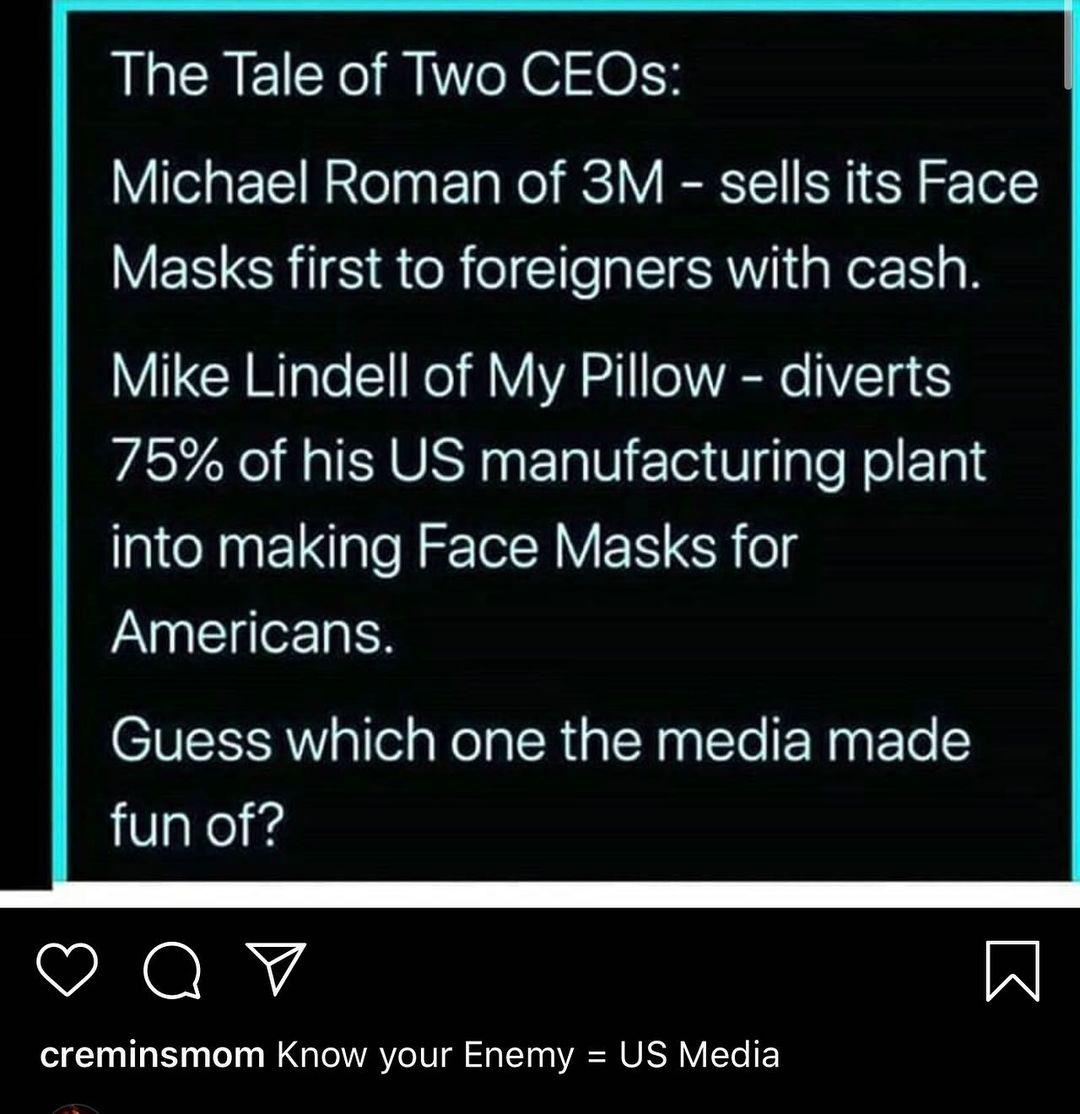 The Tale of Two CEOs:
Michael Roman of 3M – sells its Face
Masks first to foreigners with cash.
Mike Lindell of My Pillow – diverts
75% of his US manufacturing plant
into making Face Masks for
Americans.
Guess which one the media made
fun of?
creminsmom Know your Enemy = US Media